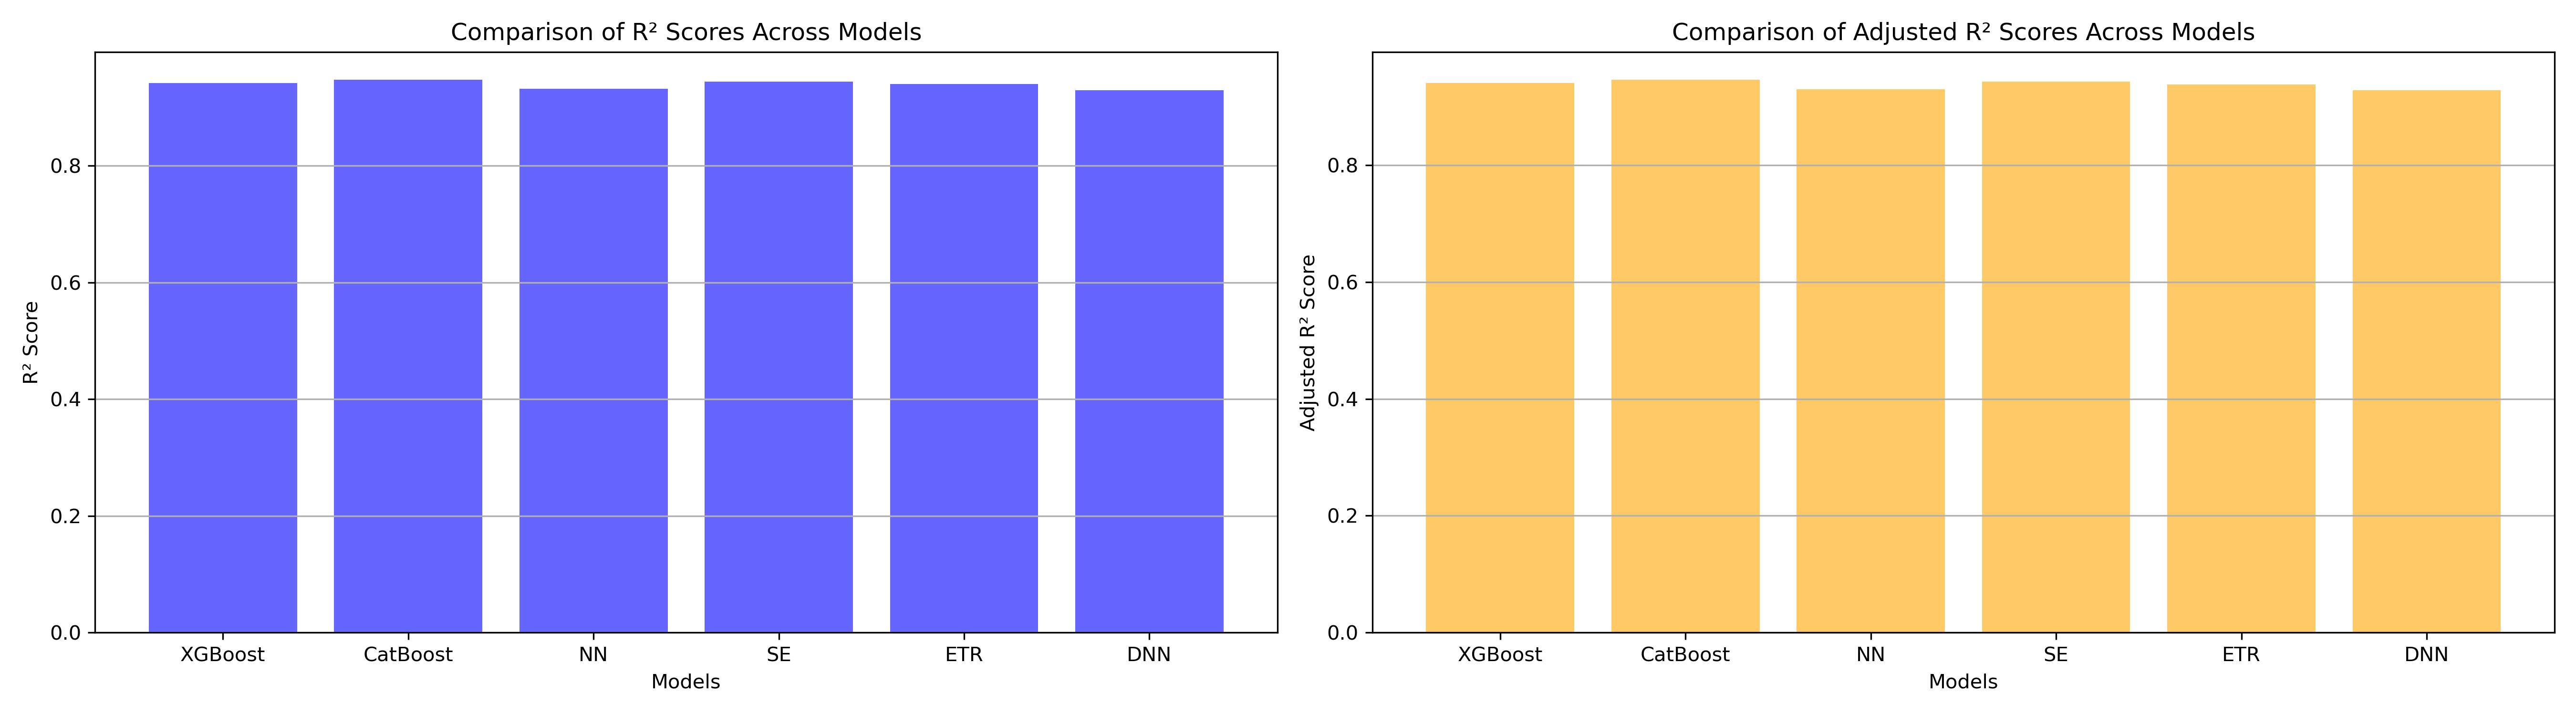 Comparison of R² Scores Across Models
R² Score
0.8
0.6
0.4
0.2
0.0
XGBoost CatBoost NN SE ETR DNN
Models
Comparison of Adjusted R² Scores Across Models
Adjusted R² Score
0.8
0.6
0.4
0.2
0.0
XGBoost CatBoost NN SE ETR DNN
Models